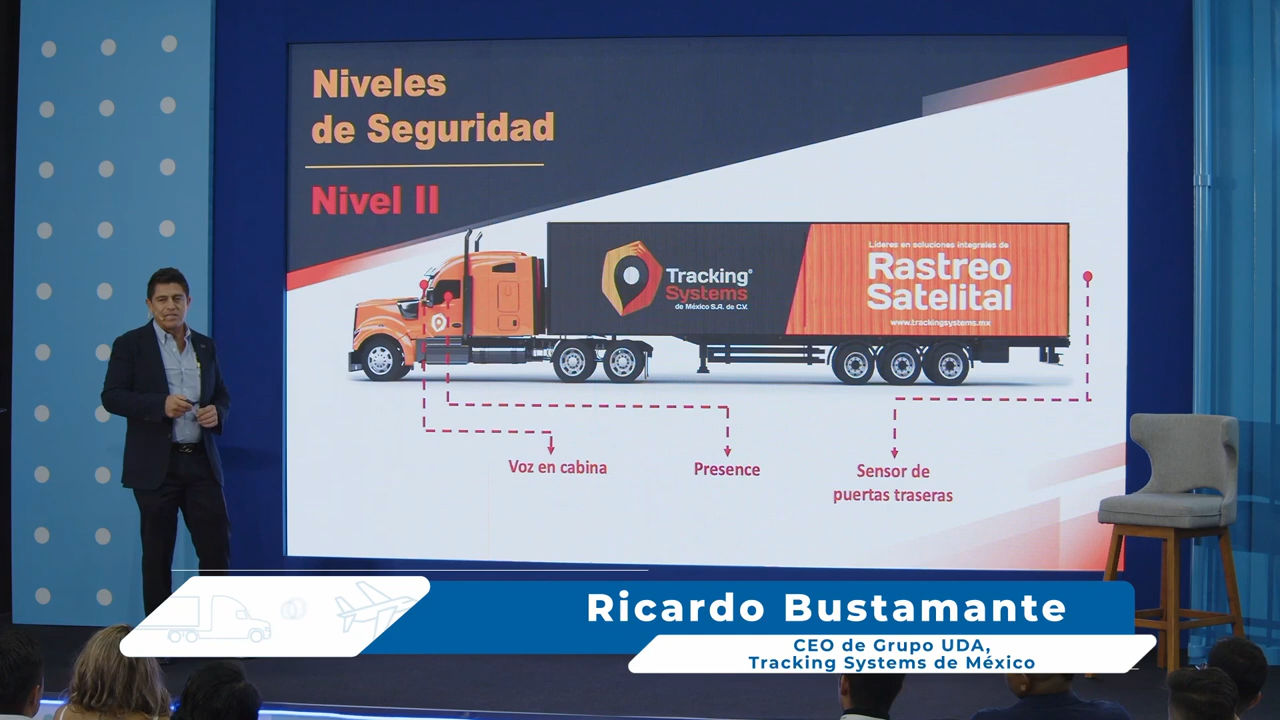 Niveles
de Seguridad
Nivel II
Tracking
Systems
de México S.A. de C.V.
Líderes en soluciones integrales de
Rastreo
Satelital
www.trackingsystems.mx
Voz en cabina
Presence
Sensor de
puertas traseras
Ricardo Bustamante
CEO de Grupo UDA,
Tracking Systems de México